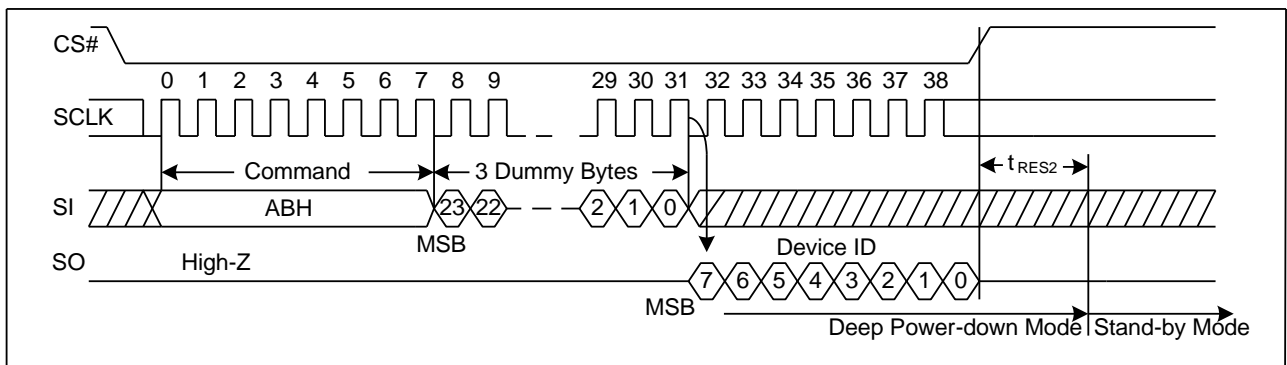 CS#
0 1 2 3 4 5 6 7 8 9 29 30 31 32 33 34 35 36 37 38
SCLK
Command 3 Dummy Bytes tRES2
SI ABH 23 22 2 1 0
MSB
SO High-Z Device ID
7 6 5 4 3 2 1 0
MSB
Deep Power-down Mode Stand-by Mode